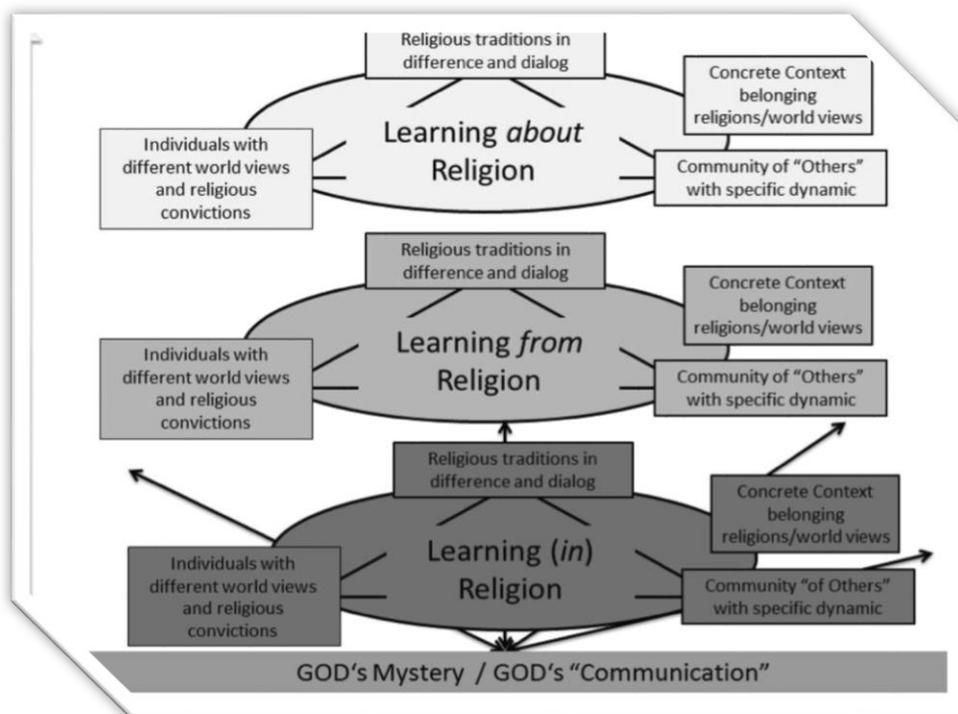 Religious traditions in
difference and dialog
Concrete Context
belonging
religions/world views
Individuals with
different world views
and religious
convictions
Learning about
Religion
Community of “Others”
with specific dynamic
Religious traditions in
difference and dialog
Concrete Context
belonging
religions/world views
Individuals with
different world views
and religious
convictions
Learning from
Religion
Community of “Others”
with specific dynamic
Religious traditions in
difference and dialog
Concrete Context
belonging
religions/world views
Individuals with
different world views
and religious
convictions
Learning (in)
Religion
Community “of Others”
with specific dynamic
GOD‘s Mystery / GOD‘s “Communication”